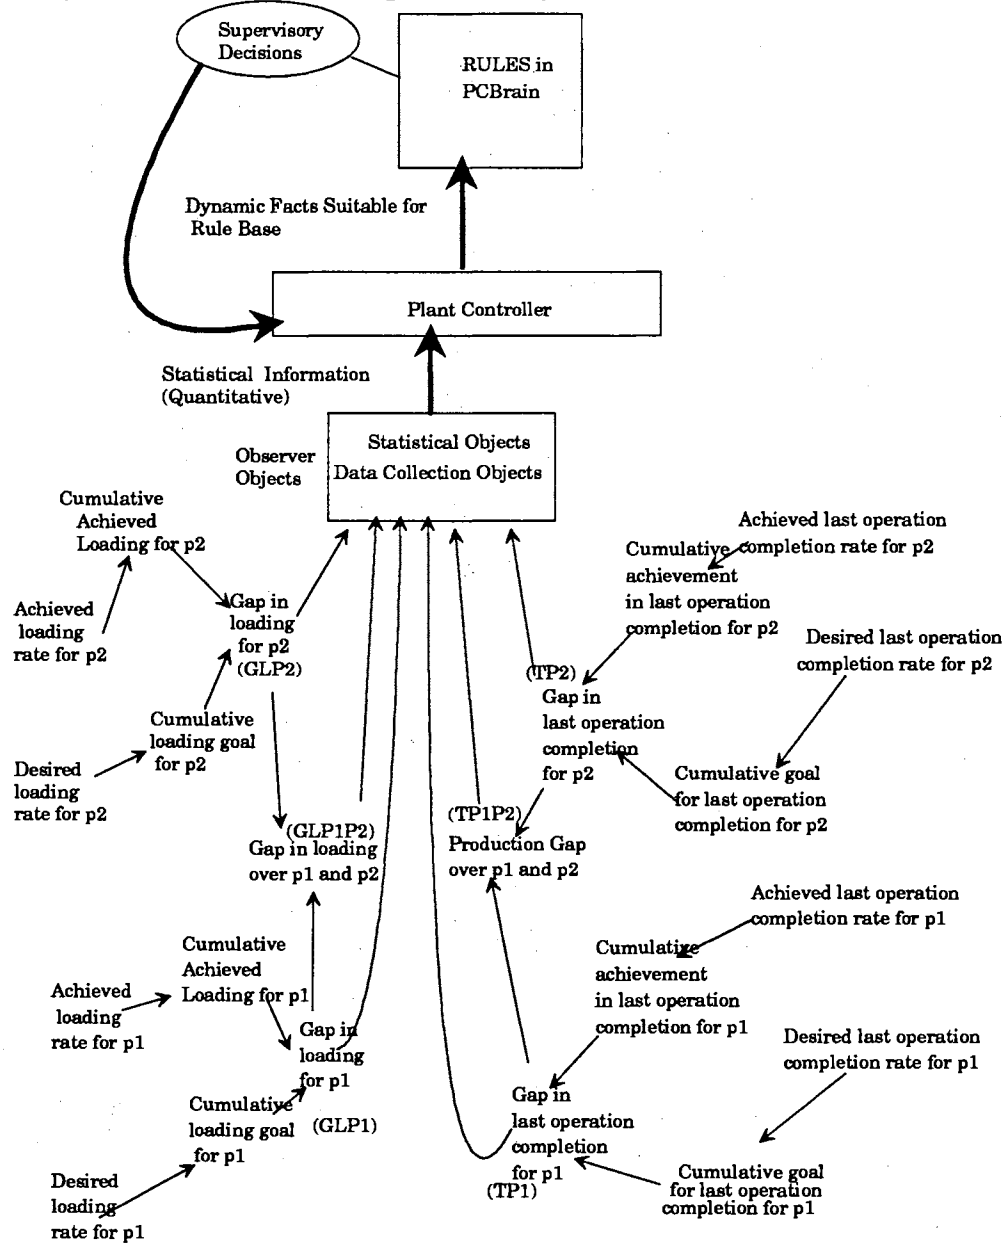 Supervisory
Decisions
RULES in
PCBrain
Dynamic Facts Suitable for
Rule Base
Plant Controller
Statistical Information
(Quantitative)
Statistical Objects
Data Collection Objects
Observer
Objects
Cumulative
Achieved
Loading for p2
Achieved
loading
rate for p2
Gap in
loading
for p2
(GLP2)
Cumulative
loading goal
for p2
Desired
loading
rate for p2
Achieved last operation
completion rate for p2
Cumulative
achievement
in last operation
completion for p2
Desired last operation
completion rate for p2
(TP2)
Gap in
last operation
completion
for p2
Cumulative goal
for last operation
completion for p2
(GLP1P2)
Gap in loading
over p1 and p2
(TP1P2)
Production Gap
over p1 and p2
Achieved last operation
completion rate for p1
Cumulative
achievement
in last operation
completion for p1
Cumulative
Achieved
Loading for p1
Achieved
loading
rate for p1
Gap in
loading
for p1
(GLP1)
Cumulative
loading goal
for p1
Desired
loading
rate for p1
Desired last operation
completion rate for p1
Gap in
last operation
completion
for p1
(TP1)
Cumulative goal
for last operation
completion for p1